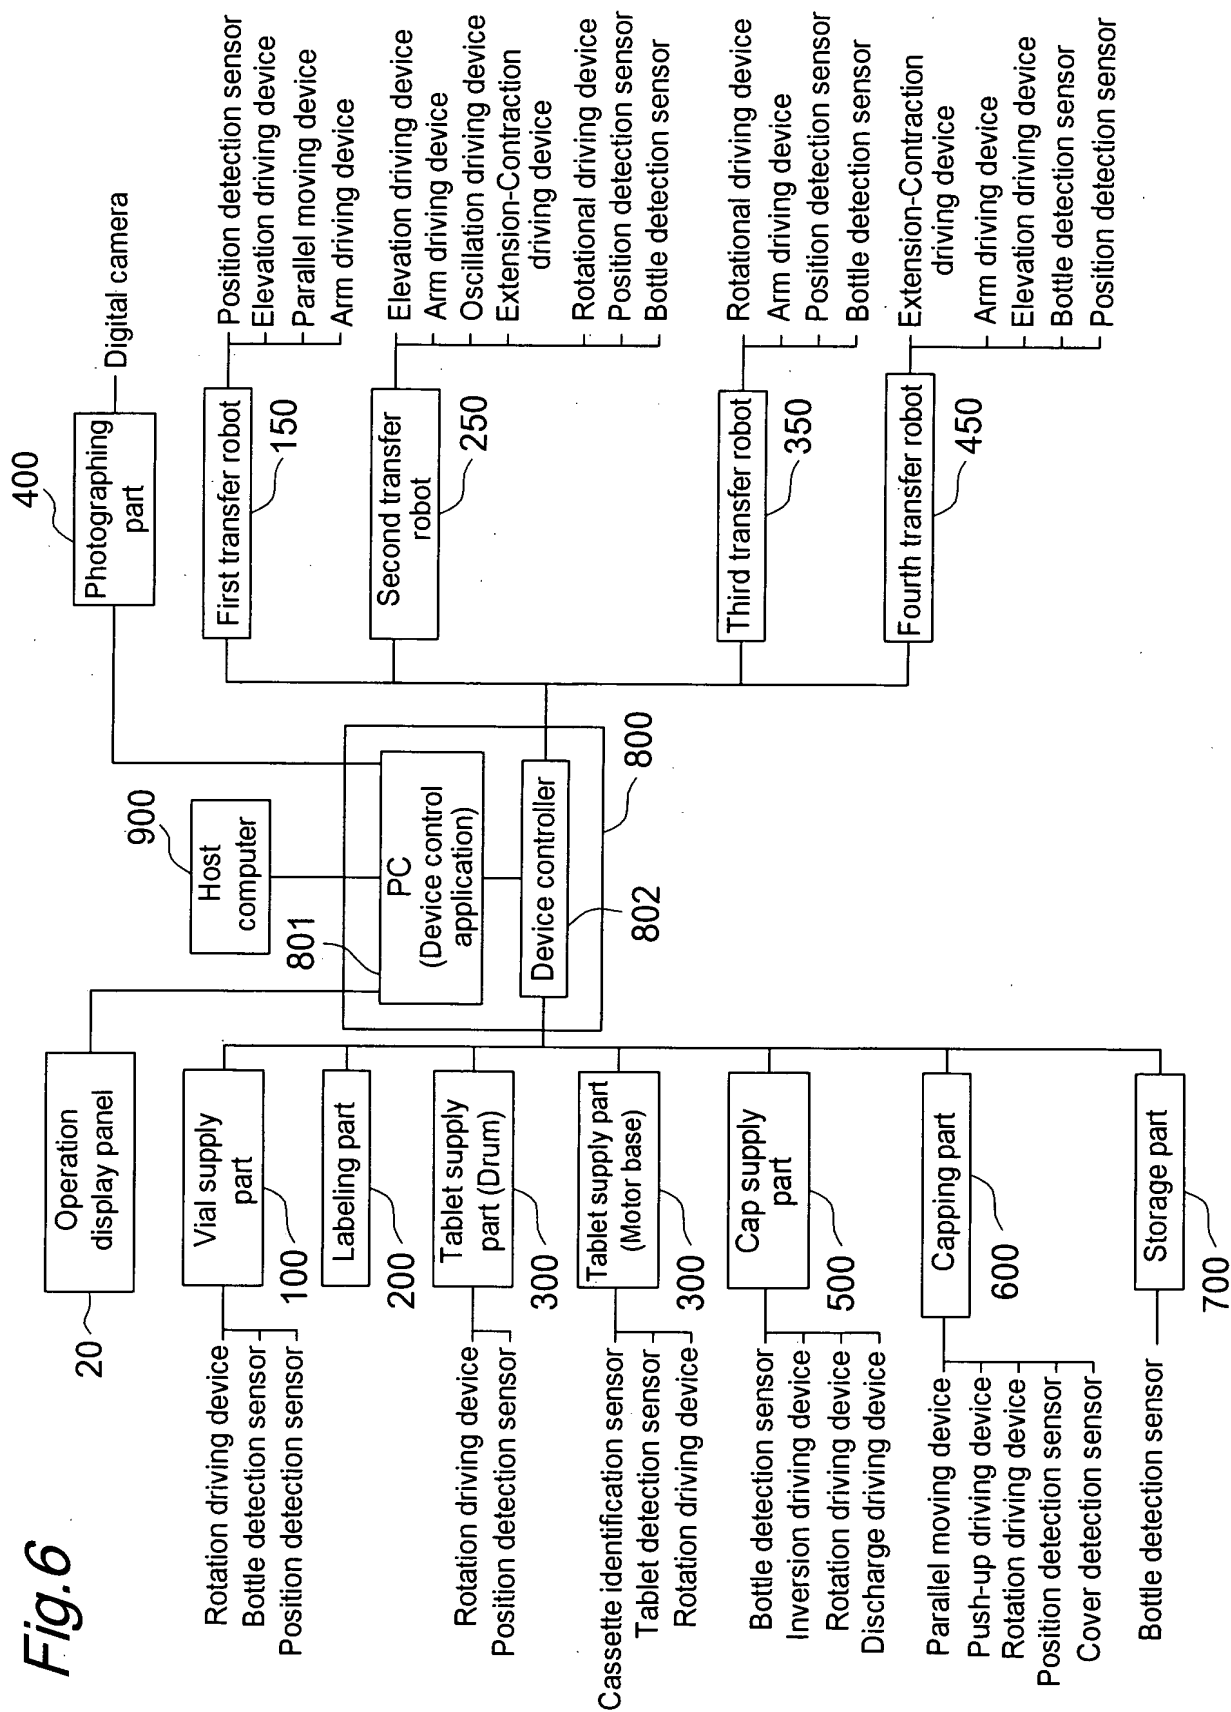 Fig.6
Operation
display panel
20
Host
computer
900
Photographing
part
400
Digital camera
801
PC
(Device control
application)
Device controller
802
800
Vial supply
part
100
Rotation driving device
Bottle detection sensor
Position detection sensor
Labeling part
200
Tablet supply
part (Drum)
300
Rotation driving device
Position detection sensor
Tablet supply part
(Motor base)
300
Cassette identification sensor
Tablet detection sensor
Rotation driving device
Cap supply
part
500
Bottle detection sensor
Inversion driving device
Rotation driving device
Discharge driving device
Capping part
600
Parallel moving device
Push-up driving device
Rotation driving device
Position detection sensor
Cover detection sensor
Storage part
700
Bottle detection sensor
First transfer robot
150
Position detection sensor
Elevation driving device
Parallel moving device
Arm driving device
Second transfer
robot
250
Elevation driving device
Arm driving device
Oscillation driving device
Extension-Contraction
driving device
Rotational driving device
Position detection sensor
Bottle detection sensor
Third transfer robot
350
Rotational driving device
Arm driving device
Position detection sensor
Bottle detection sensor
Fourth transfer robot
450
Extension-Contraction
driving device
Arm driving device
Elevation driving device
Bottle detection sensor
Position detection sensor